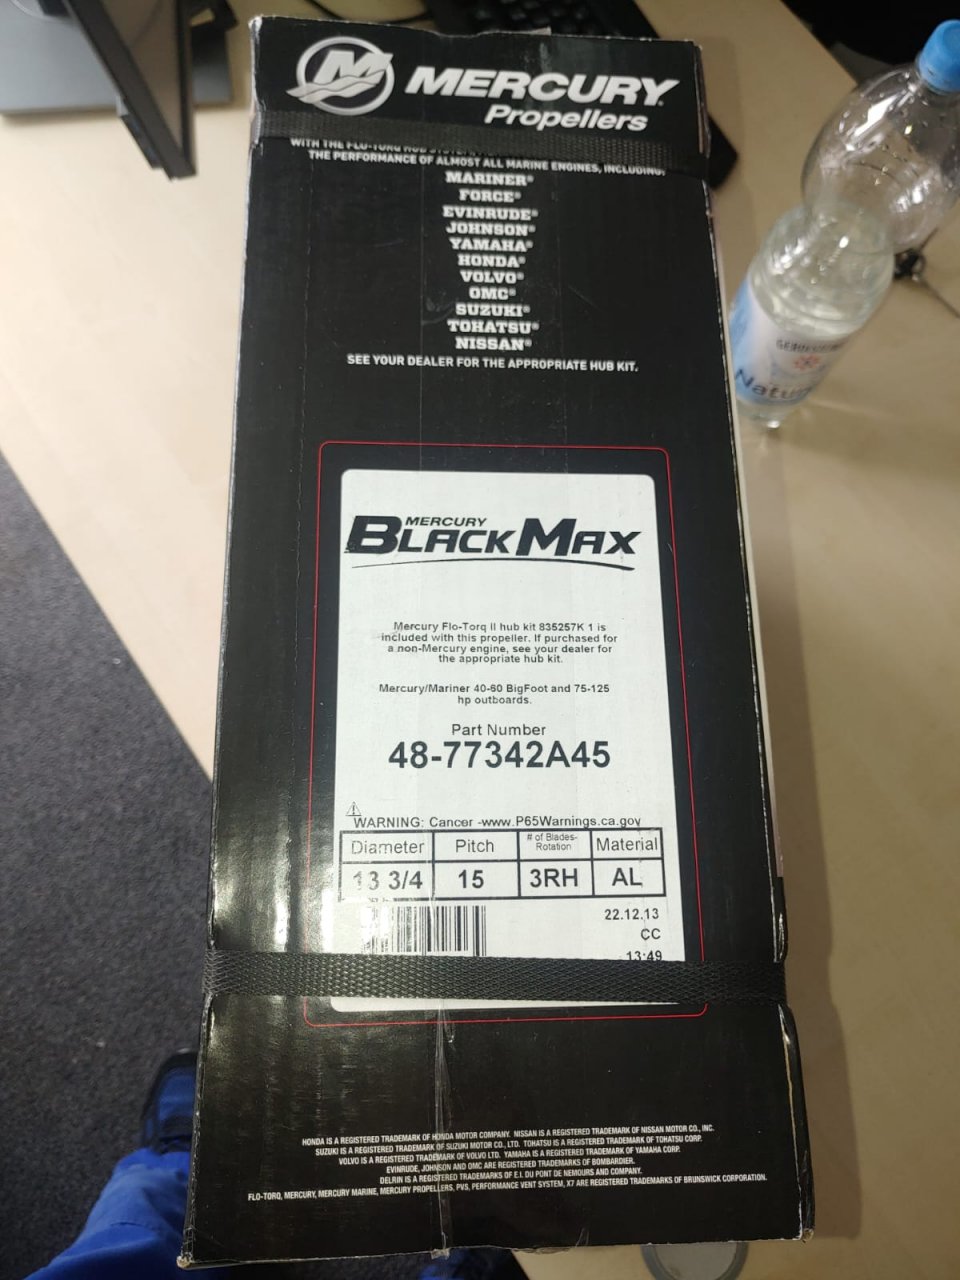 MERCURY
Propellers
WITH THE FLO-TORQ HUB
THE PERFORMANCE OF ALMOST ALL MARINE ENGINES, INCLUDING:
MARINER®
FORCE®
EVINRUDE®
JOHNSON®
YAMAHA®
HONDA®
VOLVO®
OMC®
SUZUKI®
TOHATSU®
NISSAN®
SEE YOUR DEALER FOR THE APPROPRIATE HUB KIT.
MERCURY
BLACKMAX
Mercury Flo-Torq II hub kit 835257K 1 is
included with this propeller. If purchased for
a non-Mercury engine, see your dealer for
the appropriate hub kit.
Mercury/Mariner 40-60 BigFoot and 75-125
hp outboards.
Part Number
48-77342A45
WARNING: Cancer -www.P65Warnings.ca.gov
Diameter Pitch # of Blades- Rotation Material
13 3/4 15 3RH AL
22.12.13
CC
13:49
HONDA IS A REGISTERED TRADEMARK OF HONDA MOTOR COMPANY. NISSAN IS A REGISTERED TRADEMARK OF NISSAN MOTOR CO., INC.
SUZUKI IS A REGISTERED TRADEMARK OF SUZUKI MOTOR CO., LTD. TOHATSU IS A REGISTERED TRADEMARK OF TOHATSU CORP.
VOLVO IS A REGISTERED TRADEMARK OF VOLVO LTD. YAMAHA IS A REGISTERED TRADEMARK OF YAMAHA CORP.
EVINRUDE, JOHNSON AND OMC ARE REGISTERED TRADEMARKS OF BOMBARDIER.
DELRIN IS A REGISTERED TRADEMARKS OF E.I. DU PONT DE NEMOURS AND COMPANY.
FLO-TORQ, MERCURY, MERCURY MARINE, MERCURY PROPELLERS, PVS, PERFORMANCE VENT SYSTEM, X7 ARE REGISTERED TRADEMARKS OF BRUNSWICK CORPORATION.